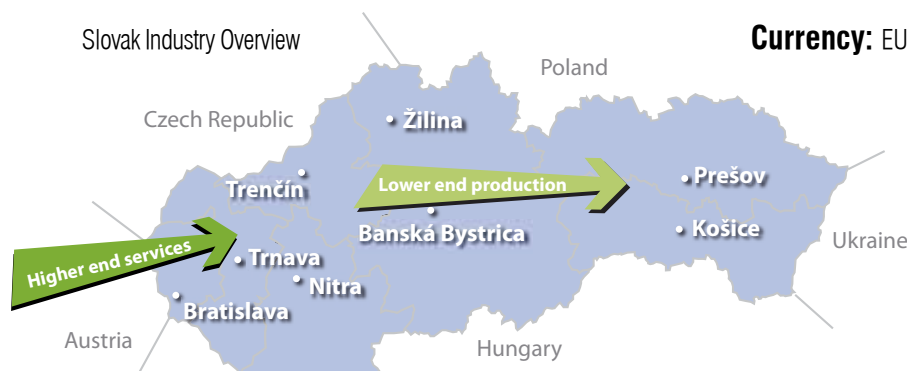 Slovak Industry Overview
Currency: EU
Poland
Czech Republic
Žilina
Trenčín
Lower end production
Prešov
Banská Bystrica
Košice
Ukraine
Higher end services
Trnava
Nitra
Bratislava
Austria
Hungary